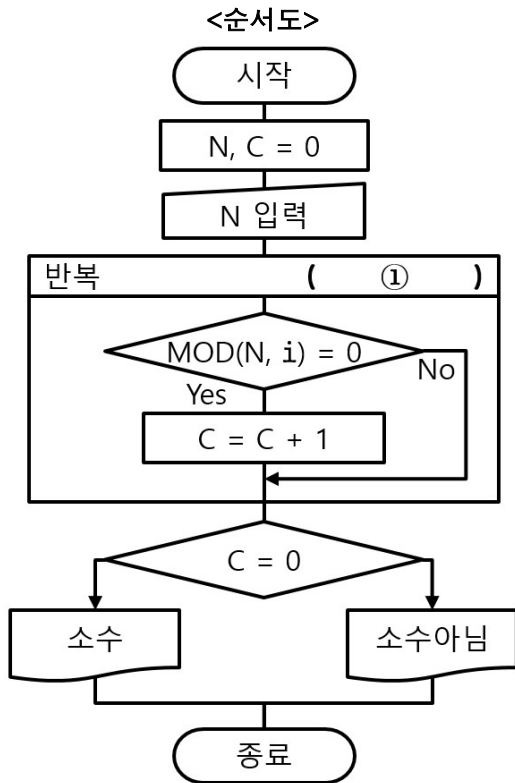 <순서도>
시작
N, C = 0
N 입력
반복 ( ① )
MOD(N, i) = 0
No
Yes
C = C + 1
C = 0
소수 소수아님
종료